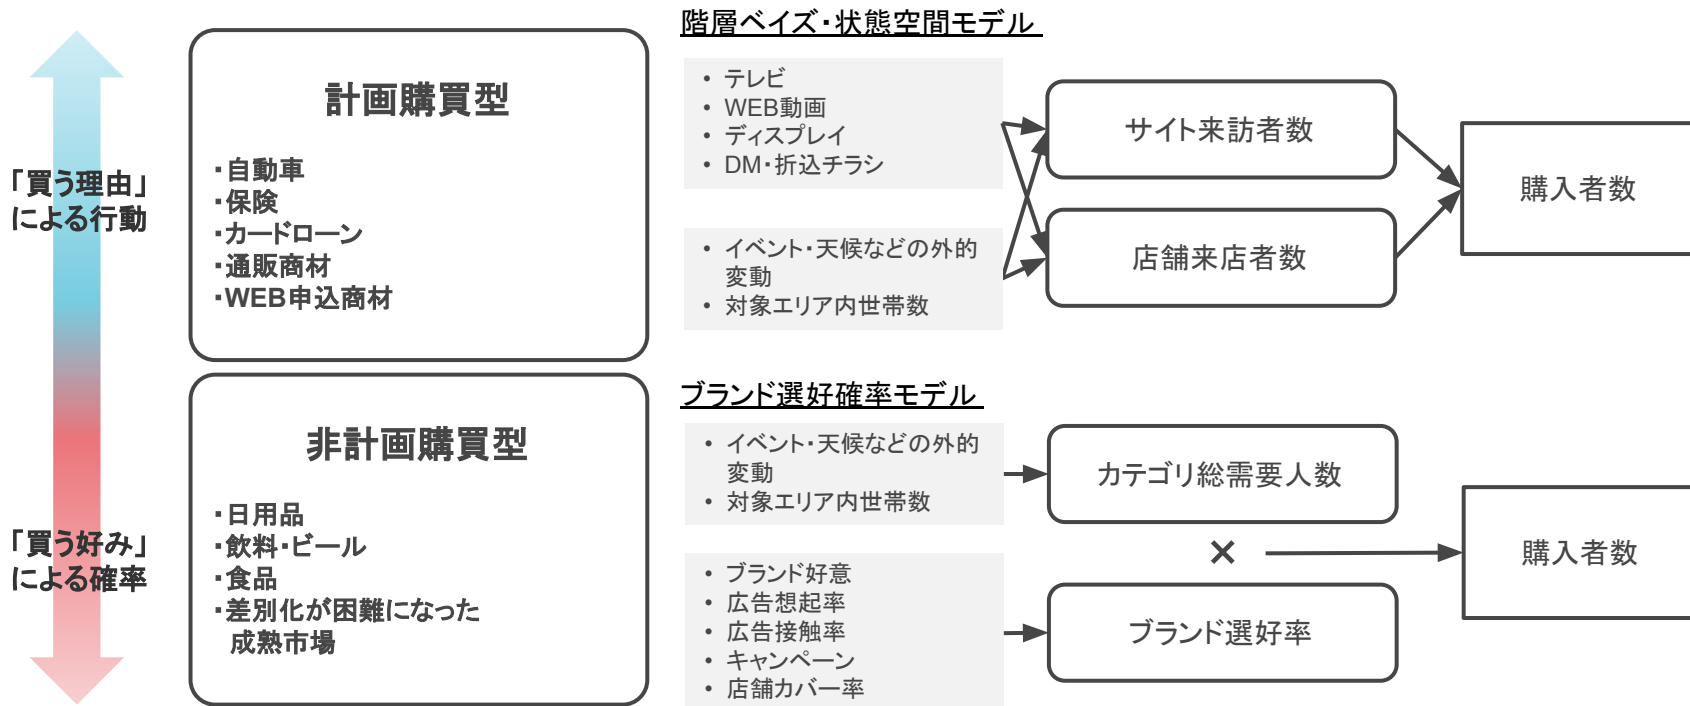 「買う理由」
による行動
「買う好み」
による確率
計画購買型
・自動車
・保険
・カードローン
・通販商材
・WEB申込商材
非計画購買型
・日用品
・飲料・ビール
・食品
・差別化が困難になった
成熟市場
階層ベイズ・状態空間モデル
• テレビ
• WEB動画
• ディスプレイ
• DM・折込チラシ
• イベント・天候などの外的
変動
• 対象エリア内世帯数
サイト来訪者数
店舗来店者数
購入者数
ブランド選好確率モデル
• イベント・天候などの外的
変動
• 対象エリア内世帯数
• ブランド好意
• 広告想起率
• 広告接触率
• キャンペーン
• 店舗カバー率
カテゴリ総需要人数
×
ブランド選好率
購入者数